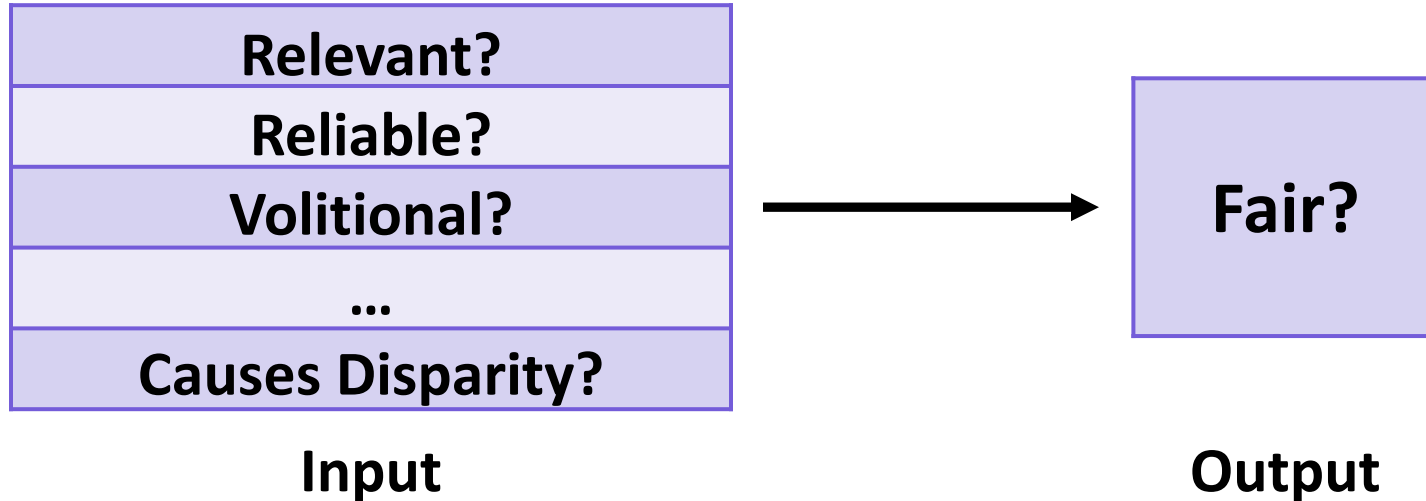 Relevant?
Reliable?
Volitional?
...
Causes Disparity?
Input
Fair?
Output